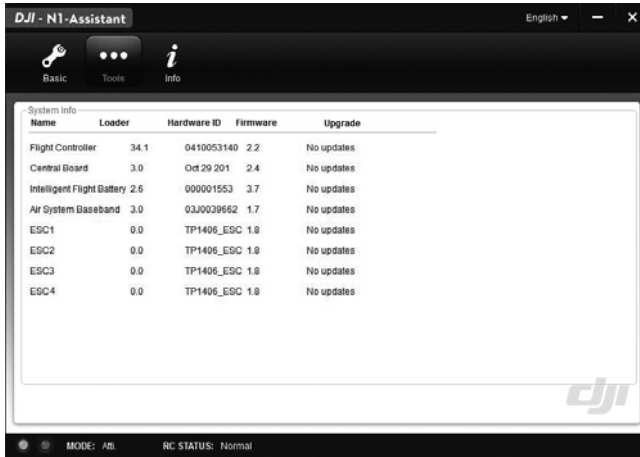 DJI - N1-Assistant
English
Basic
Tools
Info
System Info
Name Loader Hardware ID Firmware Upgrade
Flight Controller 34.1 0410053140 2.2 No updates
Central Board 3.0 Oct 29 201 2.4 No updates
Intelligent Flight Battery 2.6 000001553 3.7 No updates
Air System Baseband 3.0 03J0039662 1.7 No updates
ESC1 0.0 TP1406_ESC 1.8 No updates
ESC2 0.0 TP1406_ESC 1.8 No updates
ESC3 0.0 TP1406_ESC 1.8 No updates
ESC4 0.0 TP1406_ESC 1.8 No updates
dji
MODE: Atti. RC STATUS: Normal